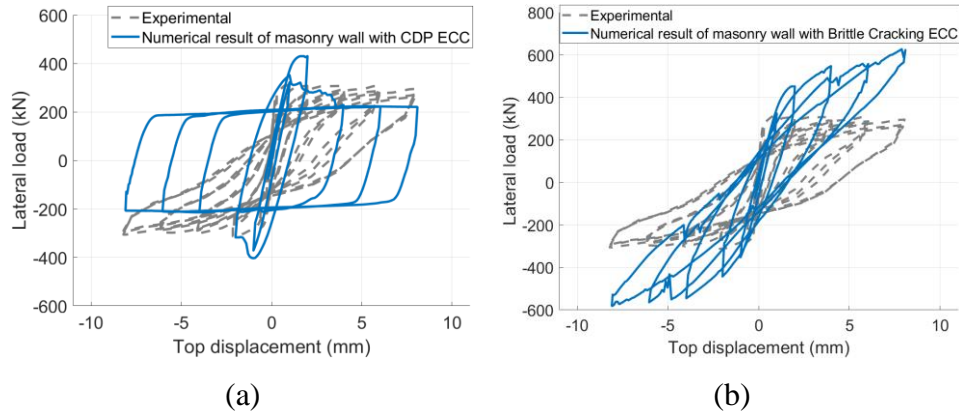 600
400
200
0
-200
-400
-600
Lateral load (kN)
Experimental
Numerical result of masonry wall with CDP ECC
-10
-5
0
5
10
Top displacement (mm)
(a)
800
600
400
200
0
-200
-400
-600
Lateral load (kN)
Experimental
Numerical result of masonry wall with Brittle Cracking ECC
-10
-5
0
5
10
Top displacement (mm)
(b)